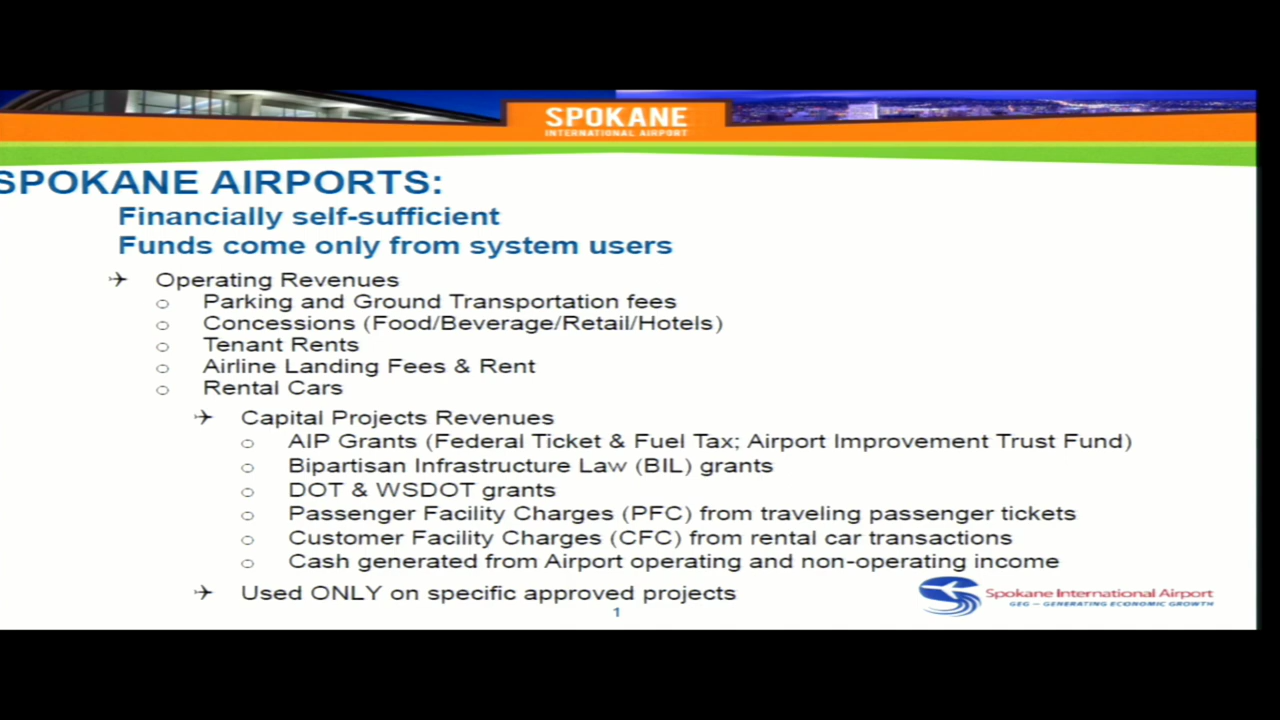 SPOKANE
INTERNATIONAL AIRPORT
SPOKANE AIRPORTS:
Financially self-sufficient
Funds come only from system users
Operating Revenues
Parking and Ground Transportation fees
Concessions (Food/Beverage/Retail/Hotels)
Tenant Rents
Airline Landing Fees & Rent
Rental Cars
Capital Projects Revenues
AIP Grants (Federal Ticket & Fuel Tax; Airport Improvement Trust Fund)
Bipartisan Infrastructure Law (BIL) grants
DOT & WSDOT grants
Passenger Facility Charges (PFC) from traveling passenger tickets
Customer Facility Charges (CFC) from rental car transactions
Cash generated from Airport operating and non-operating income
Used ONLY on specific approved projects
Spokane International Airport
GEG — GENERATING ECONOMIC GROWTH
1